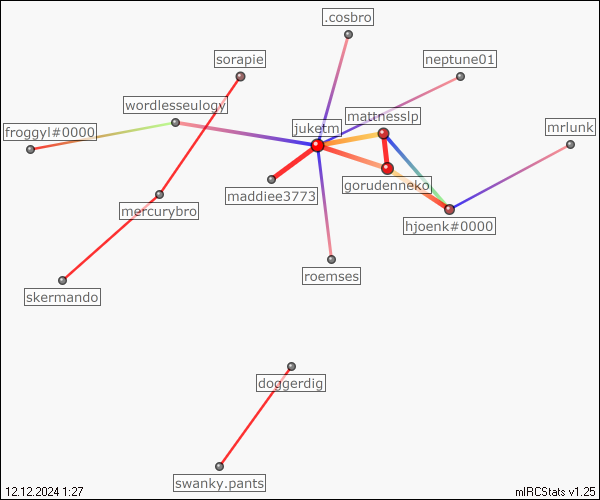 .cosbro
sorapie
neptune01
wordlesseulogy
mattnesslp
froggyl#0000
juketm
mrlunk
gorudenneko
maddiee3773
mercurybro
hjoenk#0000
roemses
skermando
doggerdig
swanky.pants
12.12.2024 1:27
mIRCStats v1.25